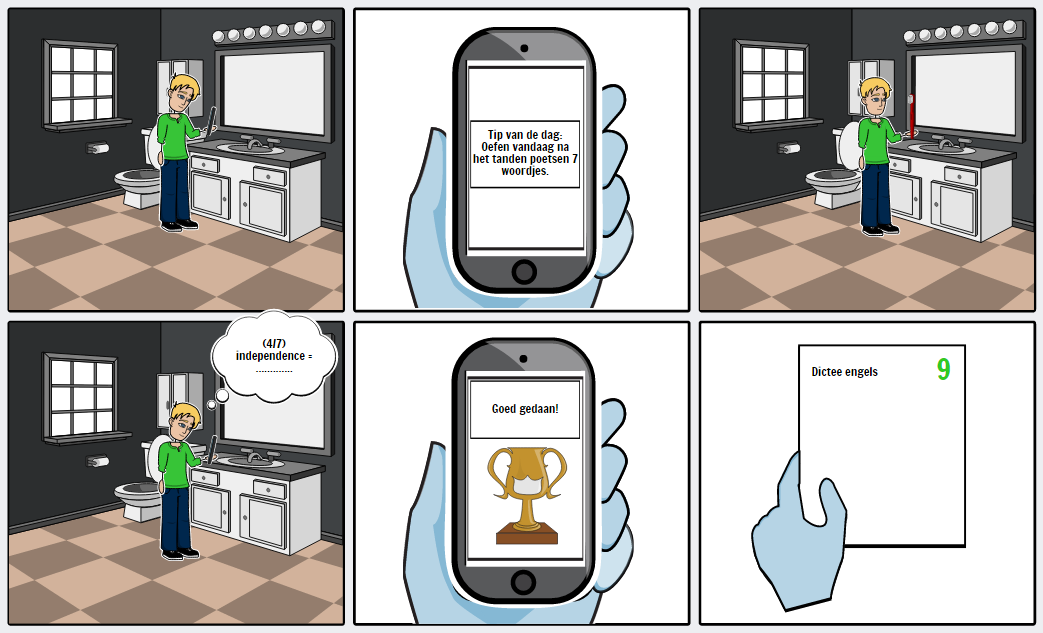 Tip van de dag:
Oefen vandaag na
het tanden poetsen 7
woordjes.
(4/7)
independence =
.............
Goed gedaan!
Dictee engels 9